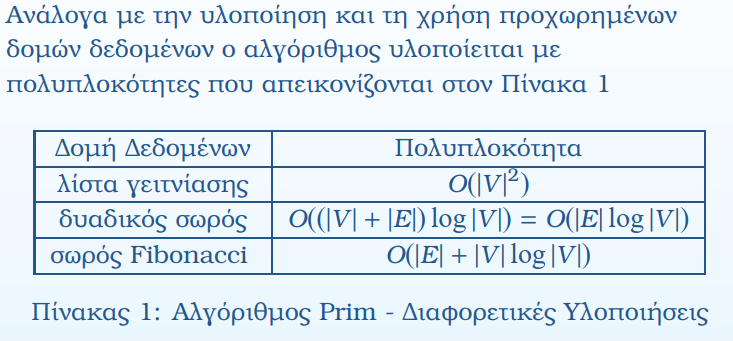 Ανάλογα με την υλοποίηση και τη χρήση προχωρημένων
δομών δεδομένων ο αλγόριθμος υλοποίειται με
πολυπλοκότητες που απεικονίζονται στον Πίνακα 1
Δομή Δεδομένων Πολυπλοκότητα
λίστα γειτνίασης O(|V|²)
δυαδικός σωρός O((|V| + |E|) log |V|) = O(|E| log |V|)
σωρός Fibonacci O(|E| + |V| log |V|)
Πίνακας 1: Αλγόριθμος Prim - Διαφορετικές Υλοποιήσεις